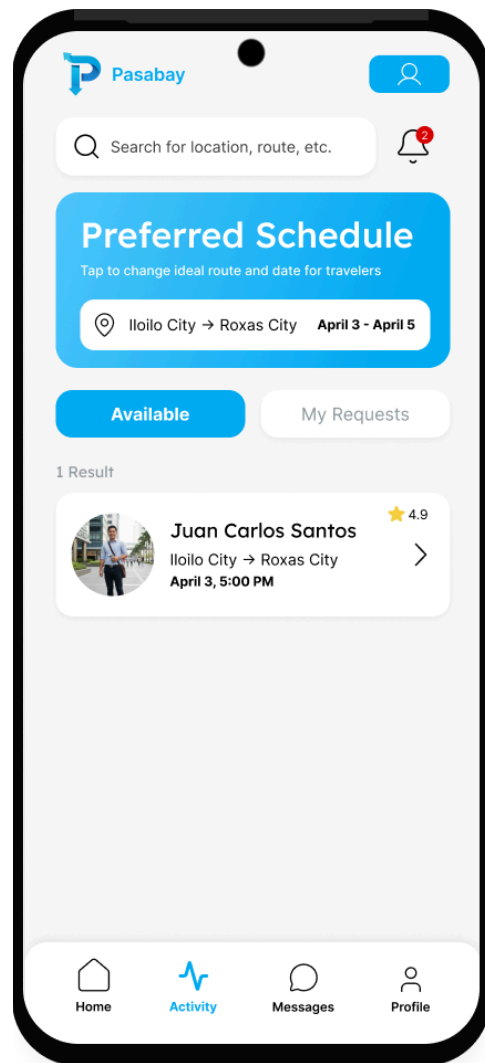 Pasabay
Search for location, route, etc.
2
Preferred Schedule
Tap to change ideal route and date for travelers
Iloilo City → Roxas City April 3 - April 5
Available My Requests
1 Result
4.9
Juan Carlos Santos
Iloilo City → Roxas City
April 3, 5:00 PM
Home Activity Messages Profile